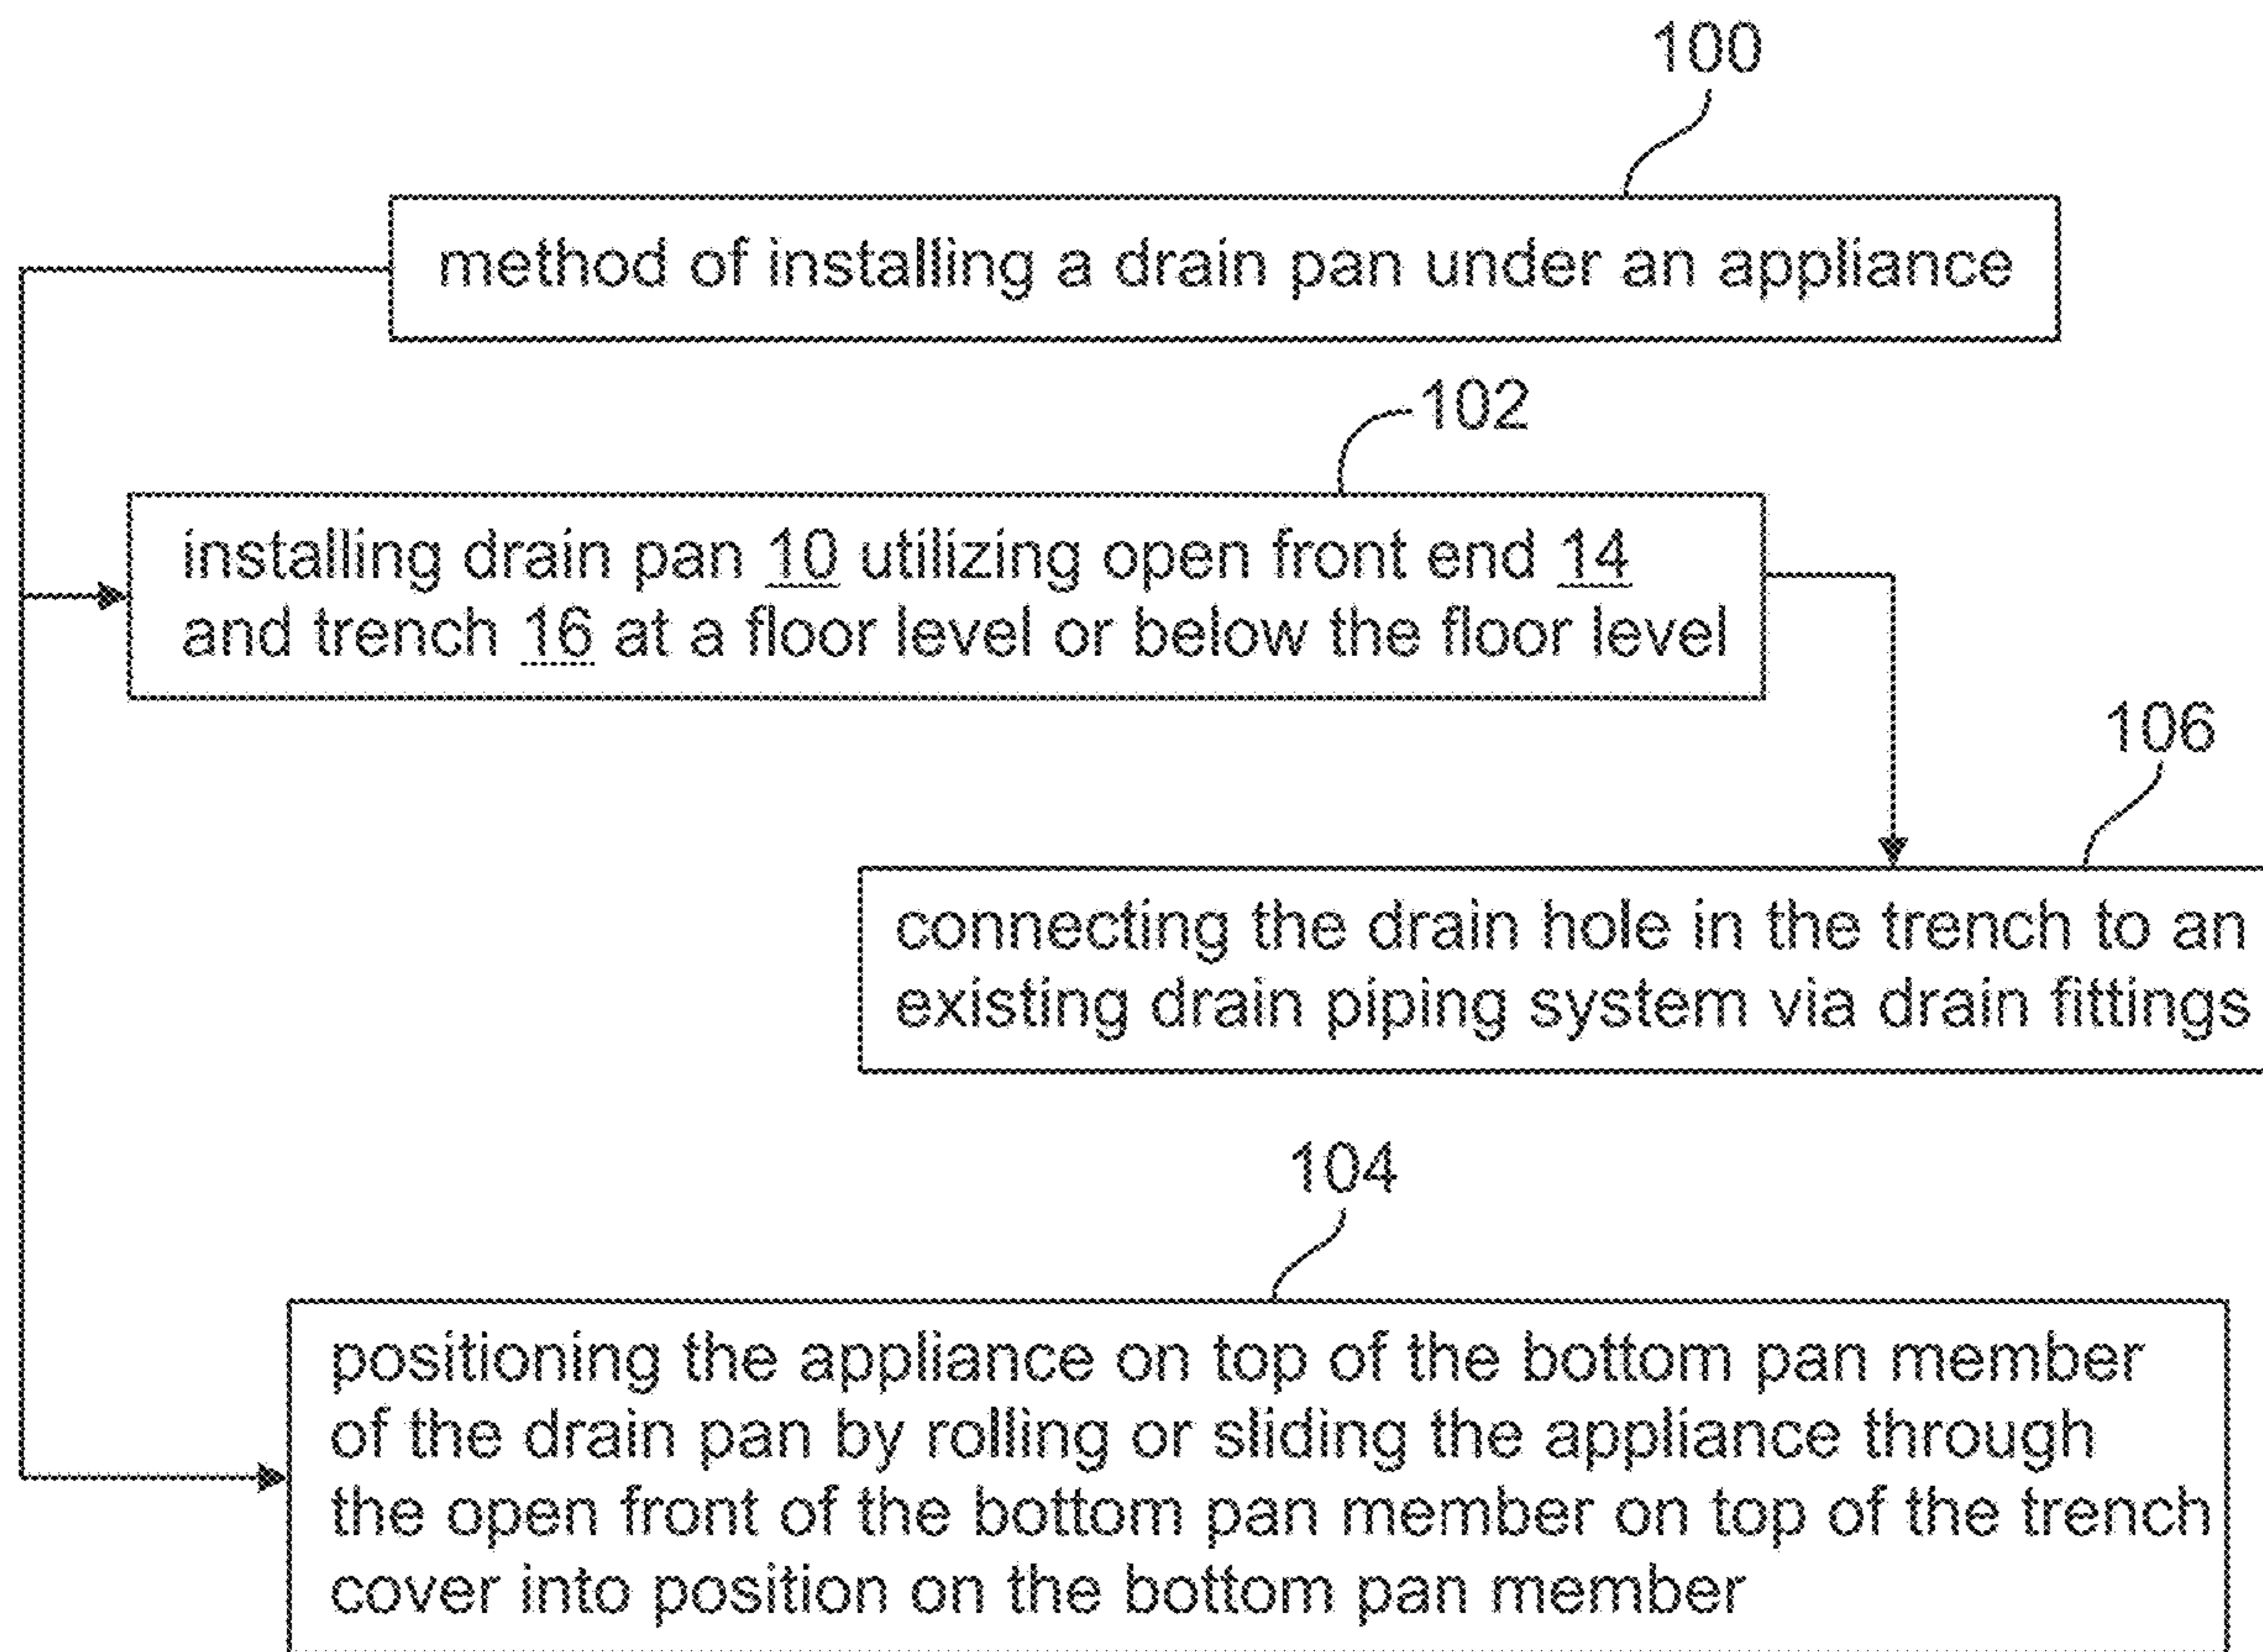 100
method of installing a drain pan under an appliance
102
installing drain pan 10 utilizing open front end 14
and trench 16 at a floor level or below the floor level
106
connecting the drain hole in the trench to an
existing drain piping system via drain fittings
104
positioning the appliance on top of the bottom pan member
of the drain pan by rolling or sliding the appliance through
the open front of the bottom pan member on top of the trench
cover into position on the bottom pan member